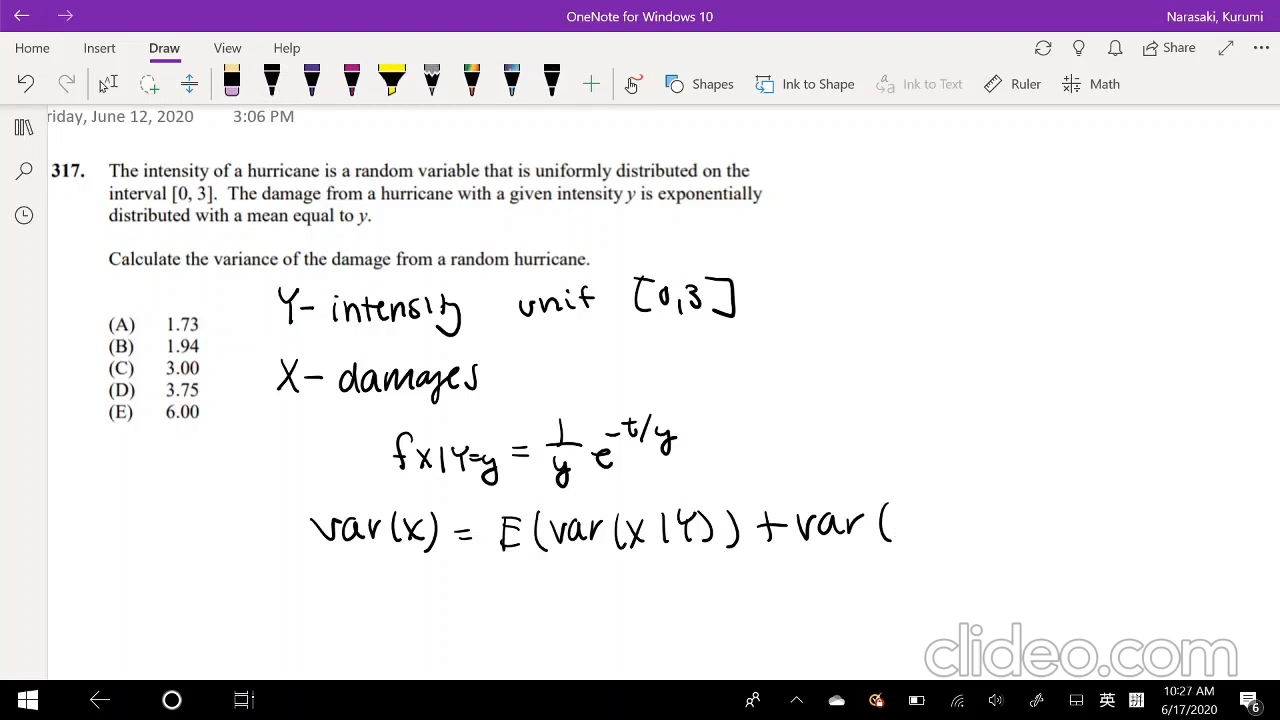 OneNote for Windows 10
Narasaki, Kurumi
Home Insert Draw View Help
Share
Shapes Ink to Shape Ink to Text Ruler Math
riday, June 12, 2020 3:06 PM
317. The intensity of a hurricane is a random variable that is uniformly distributed on the
interval [0, 3]. The damage from a hurricane with a given intensity y is exponentially
distributed with a mean equal to y.
Calculate the variance of the damage from a random hurricane.
(A) 1.73
(B) 1.94
(C) 3.00
(D) 3.75
(E) 6.00
Y- intensity unif [0,3]
X- damages
fX|Y=y = 1/y e^-t/y
var(X) = E(var(X|Y)) + var(
clideo.com
英 拼
10:27 AM
6/17/2020
6